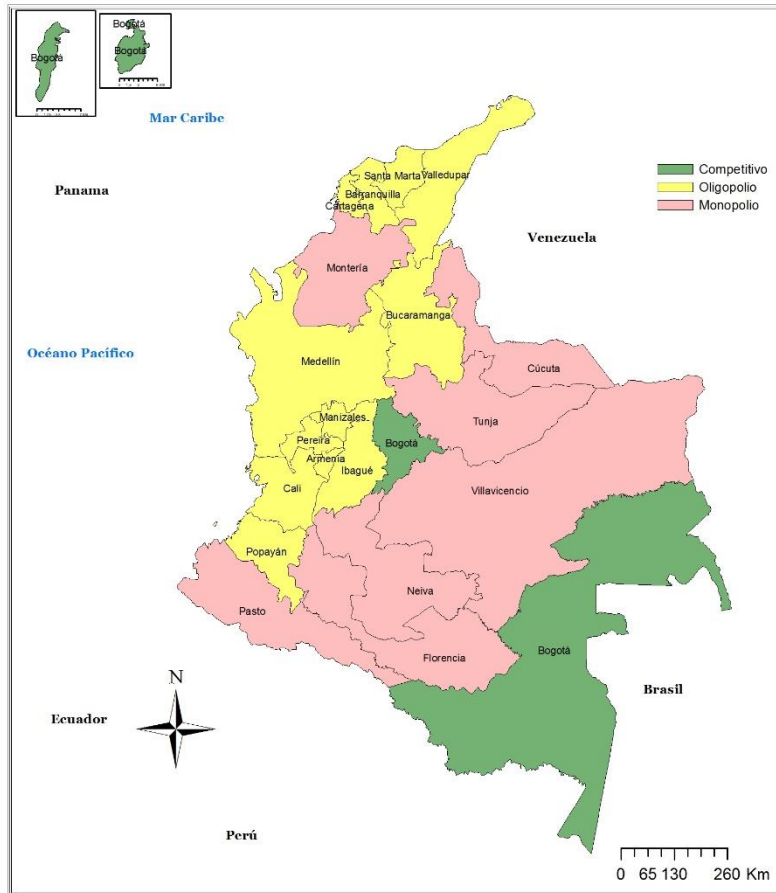 Bogotá
Bogotá
Bogotá
Mar Caribe
Panama
Santa Marta
Valledupar
Barranquilla
Cartagena
Competitivo
Oligopolio
Monopolio
Venezuela
Montería
Bucaramanga
Océano Pacífico
Medellín
Cúcuta
Manizales
Tunja
Pereira
Bogotá
Armenia
Ibagué
Cali
Villavicencio
Popayán
Neiva
Pasto
Florencia
Bogotá
N
Brasil
Ecuador
Perú
0 65 130 260 Km